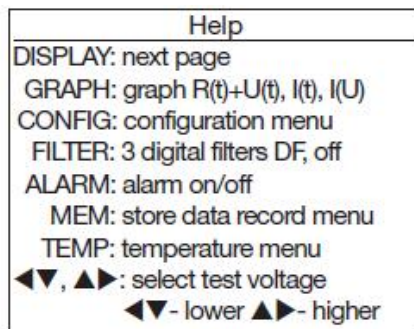 Help
DISPLAY: next page
GRAPH: graph R(t)+U(t), I(t), I(U)
CONFIG: configuration menu
FILTER: 3 digital filters DF, off
ALARM: alarm on/off
MEM: store data record menu
TEMP: temperature menu
◀▼, ▲▶: select test voltage
◀▼- lower ▲▶- higher